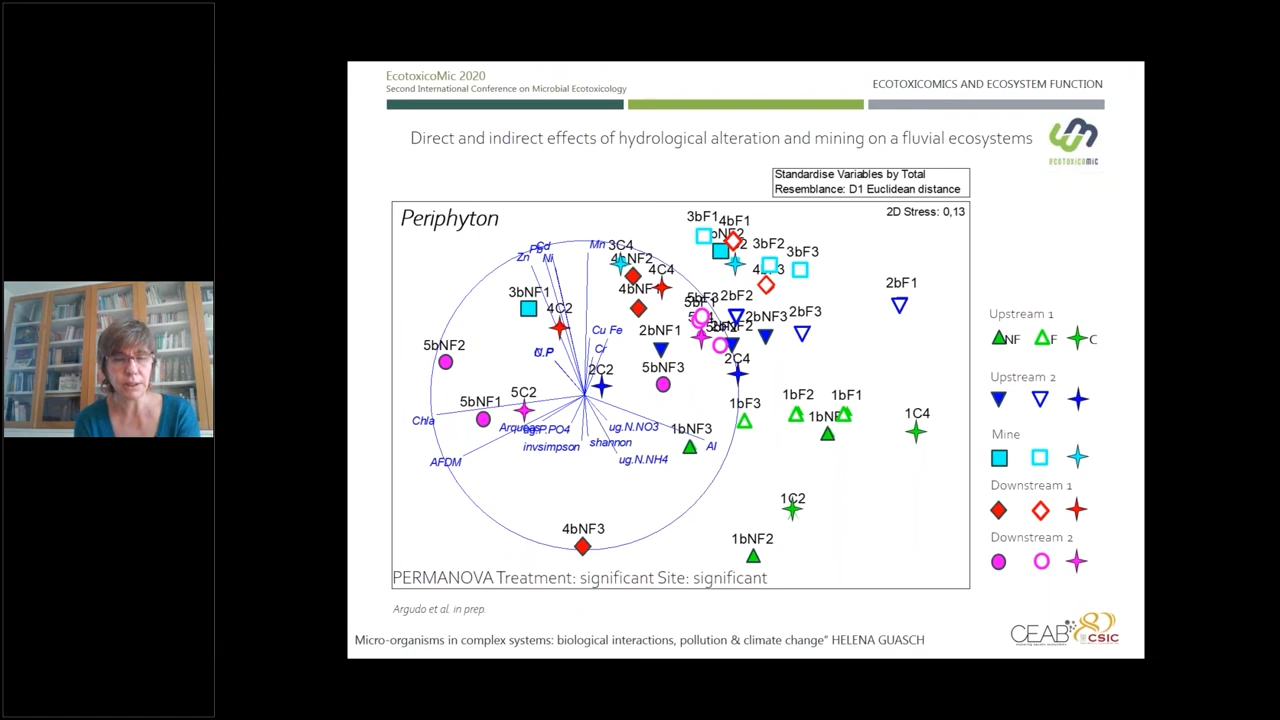 EcotoxicoMic 2020
Second International Conference on Microbial Ecotoxicology
ECOTOXICOMICS AND ECOSYSTEM FUNCTION
Direct and indirect effects of hydrological alteration and mining on a fluvial ecosystems
ECOTOXICOMIC
Standardise Variables by Total
Resemblance: D1 Euclidean distance
Periphyton
2D Stress: 0,13
3bF1
4bF1
Cd
Zn
Ni
Mn
3C4
3bF2
3bF3
4C4
3bNF1
4C2
2bF1
2bF2
2bF3
2bNF3
2bNF1
Cu Fe
Cr
5bNF2
2C2
5bNF3
2C4
5bNF1
5C2
Chla
1bF3
1bF2
1bF1
1C4
ug.N.NO3
1bNF3
Al
AFDM
invsimpson
shannon
ug.N.NH4
1C2
4bNF3
1bNF2
PERMANOVA Treatment: significant Site: significant
Upstream 1
NF
F
C
Upstream 2
Mine
Downstream 1
Downstream 2
Argudo et al. in prep.
Micro-organisms in complex systems: biological interactions, pollution & climate change" HELENA GUASCH
CEAB
CSIC